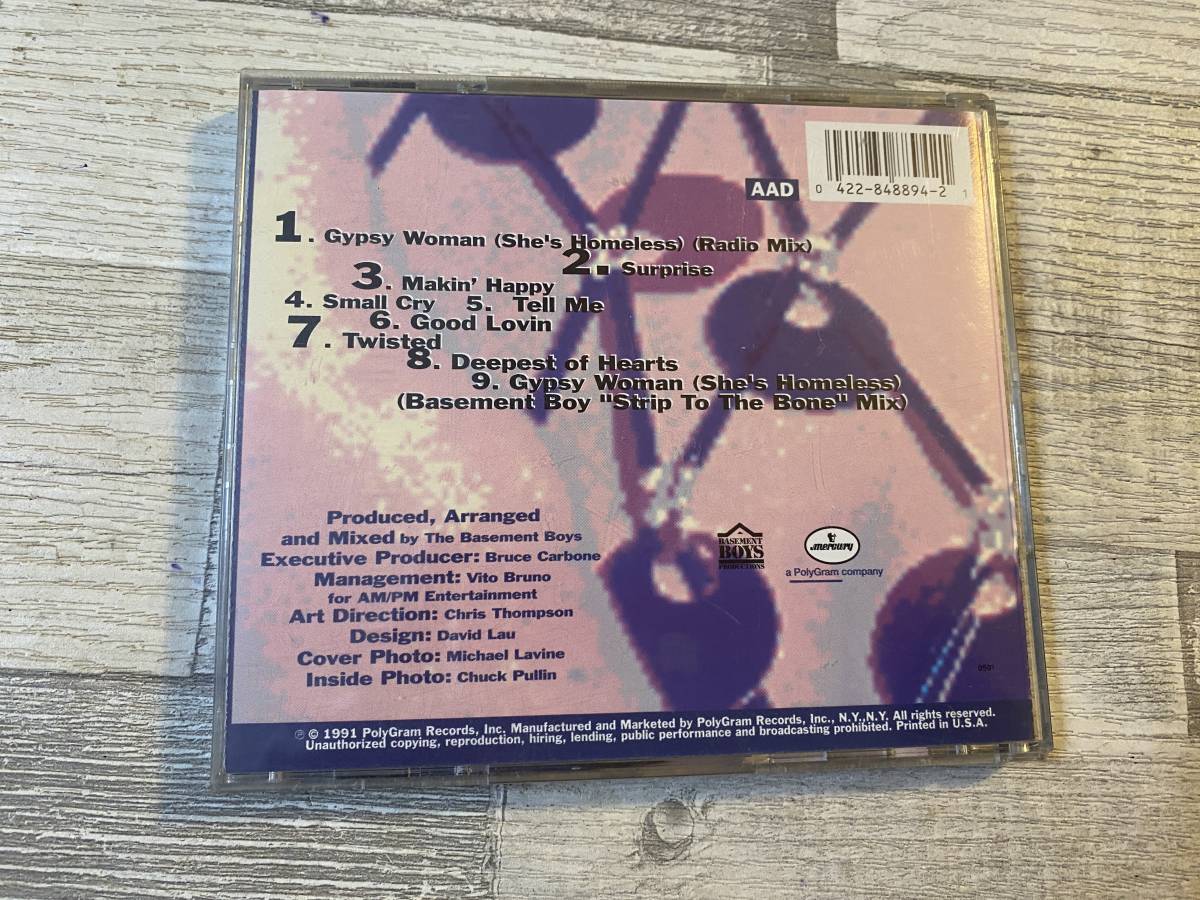 AAD
0 422-848894-2 1
1. Gypsy Woman (She's Homeless) (Radio Mix)
2. Surprise
3. Makin' Happy
4. Small Cry 5. Tell Me
6. Good Lovin
7. Twisted
8. Deepest of Hearts
9. Gypsy Woman (She's Homeless)
(Basement Boy "Strip To The Bone" Mix)
Produced, Arranged
and Mixed by The Basement Boys
Executive Producer: Bruce Carbone
Management: Vito Bruno
for AM/PM Entertainment
Art Direction: Chris Thompson
Design: David Lau
Cover Photo: Michael Lavine
Inside Photo: Chuck Pullin
BASEMENT
BOYS
PRODUCTIONS
mercury
a PolyGram company
0591
℗ © 1991 PolyGram Records, Inc. Manufactured and Marketed by PolyGram Records, Inc., N.Y., N.Y. All rights reserved.
Unauthorized copying, reproduction, hiring, lending, public performance and broadcasting prohibited. Printed in U.S.A.